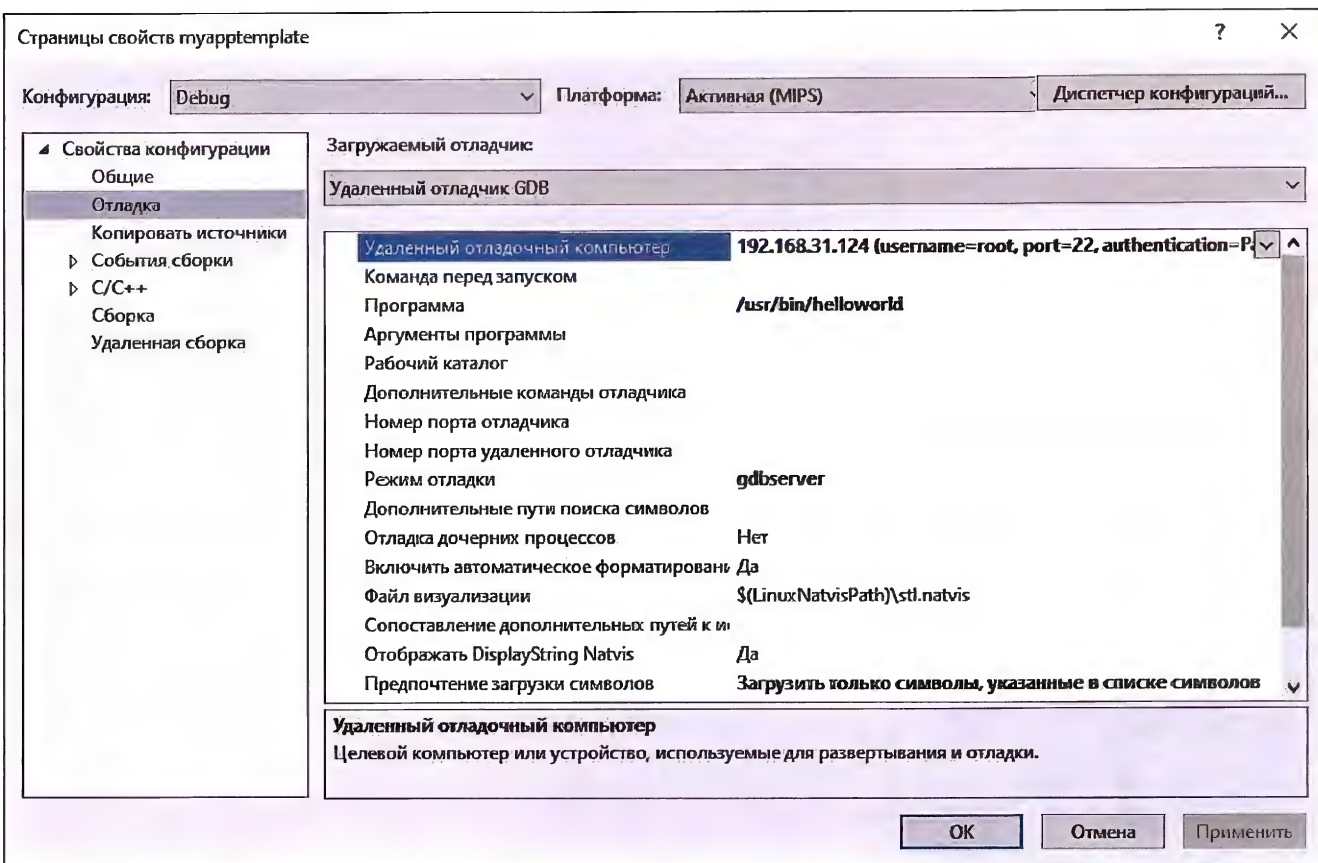 Страницы свойств myapptemplate ? ×
Конфигурация: Debug Платформа: Активная (MIPS) Диспетчер конфигураций...
Свойства конфигурации
Общие
Отладка
Копировать источники
События сборки
C/C++
Сборка
Удаленная сборка
Загружаемый отладчик:
Удаленный отладчик GDB
Удаленный отладочный компьютер 192.168.31.124 (username=root, port=22, authentication=Pa
Команда перед запуском
Программа /usr/bin/helloworld
Аргументы программы
Рабочий каталог
Дополнительные команды отладчика
Номер порта отладчика
Номер порта удаленного отладчика
Режим отладки gdbserver
Дополнительные пути поиска символов
Отладка дочерних процессов Нет
Включить автоматическое форматировани Да
Файл визуализации $(LinuxNatvisPath)\stl.natvis
Сопоставление дополнительных путей к и
Отображать DisplayString Natvis Да
Предпочтение загрузки символов Загрузить только символы, указанные в списке символов
Удаленный отладочный компьютер
Целевой компьютер или устройство, используемые для развертывания и отладки.
ОК Отмена Применить